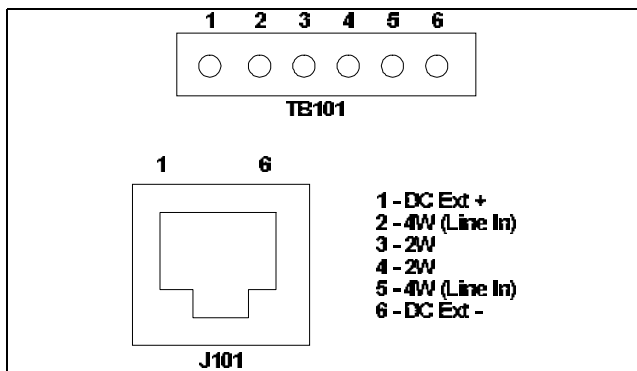 1 2 3 4 5 6
TB101
1 6
1 - DC Ext +
2 - 4W (Line In)
3 - 2W
4 - 2W
5 - 4W (Line In)
6 - DC Ext -
J101